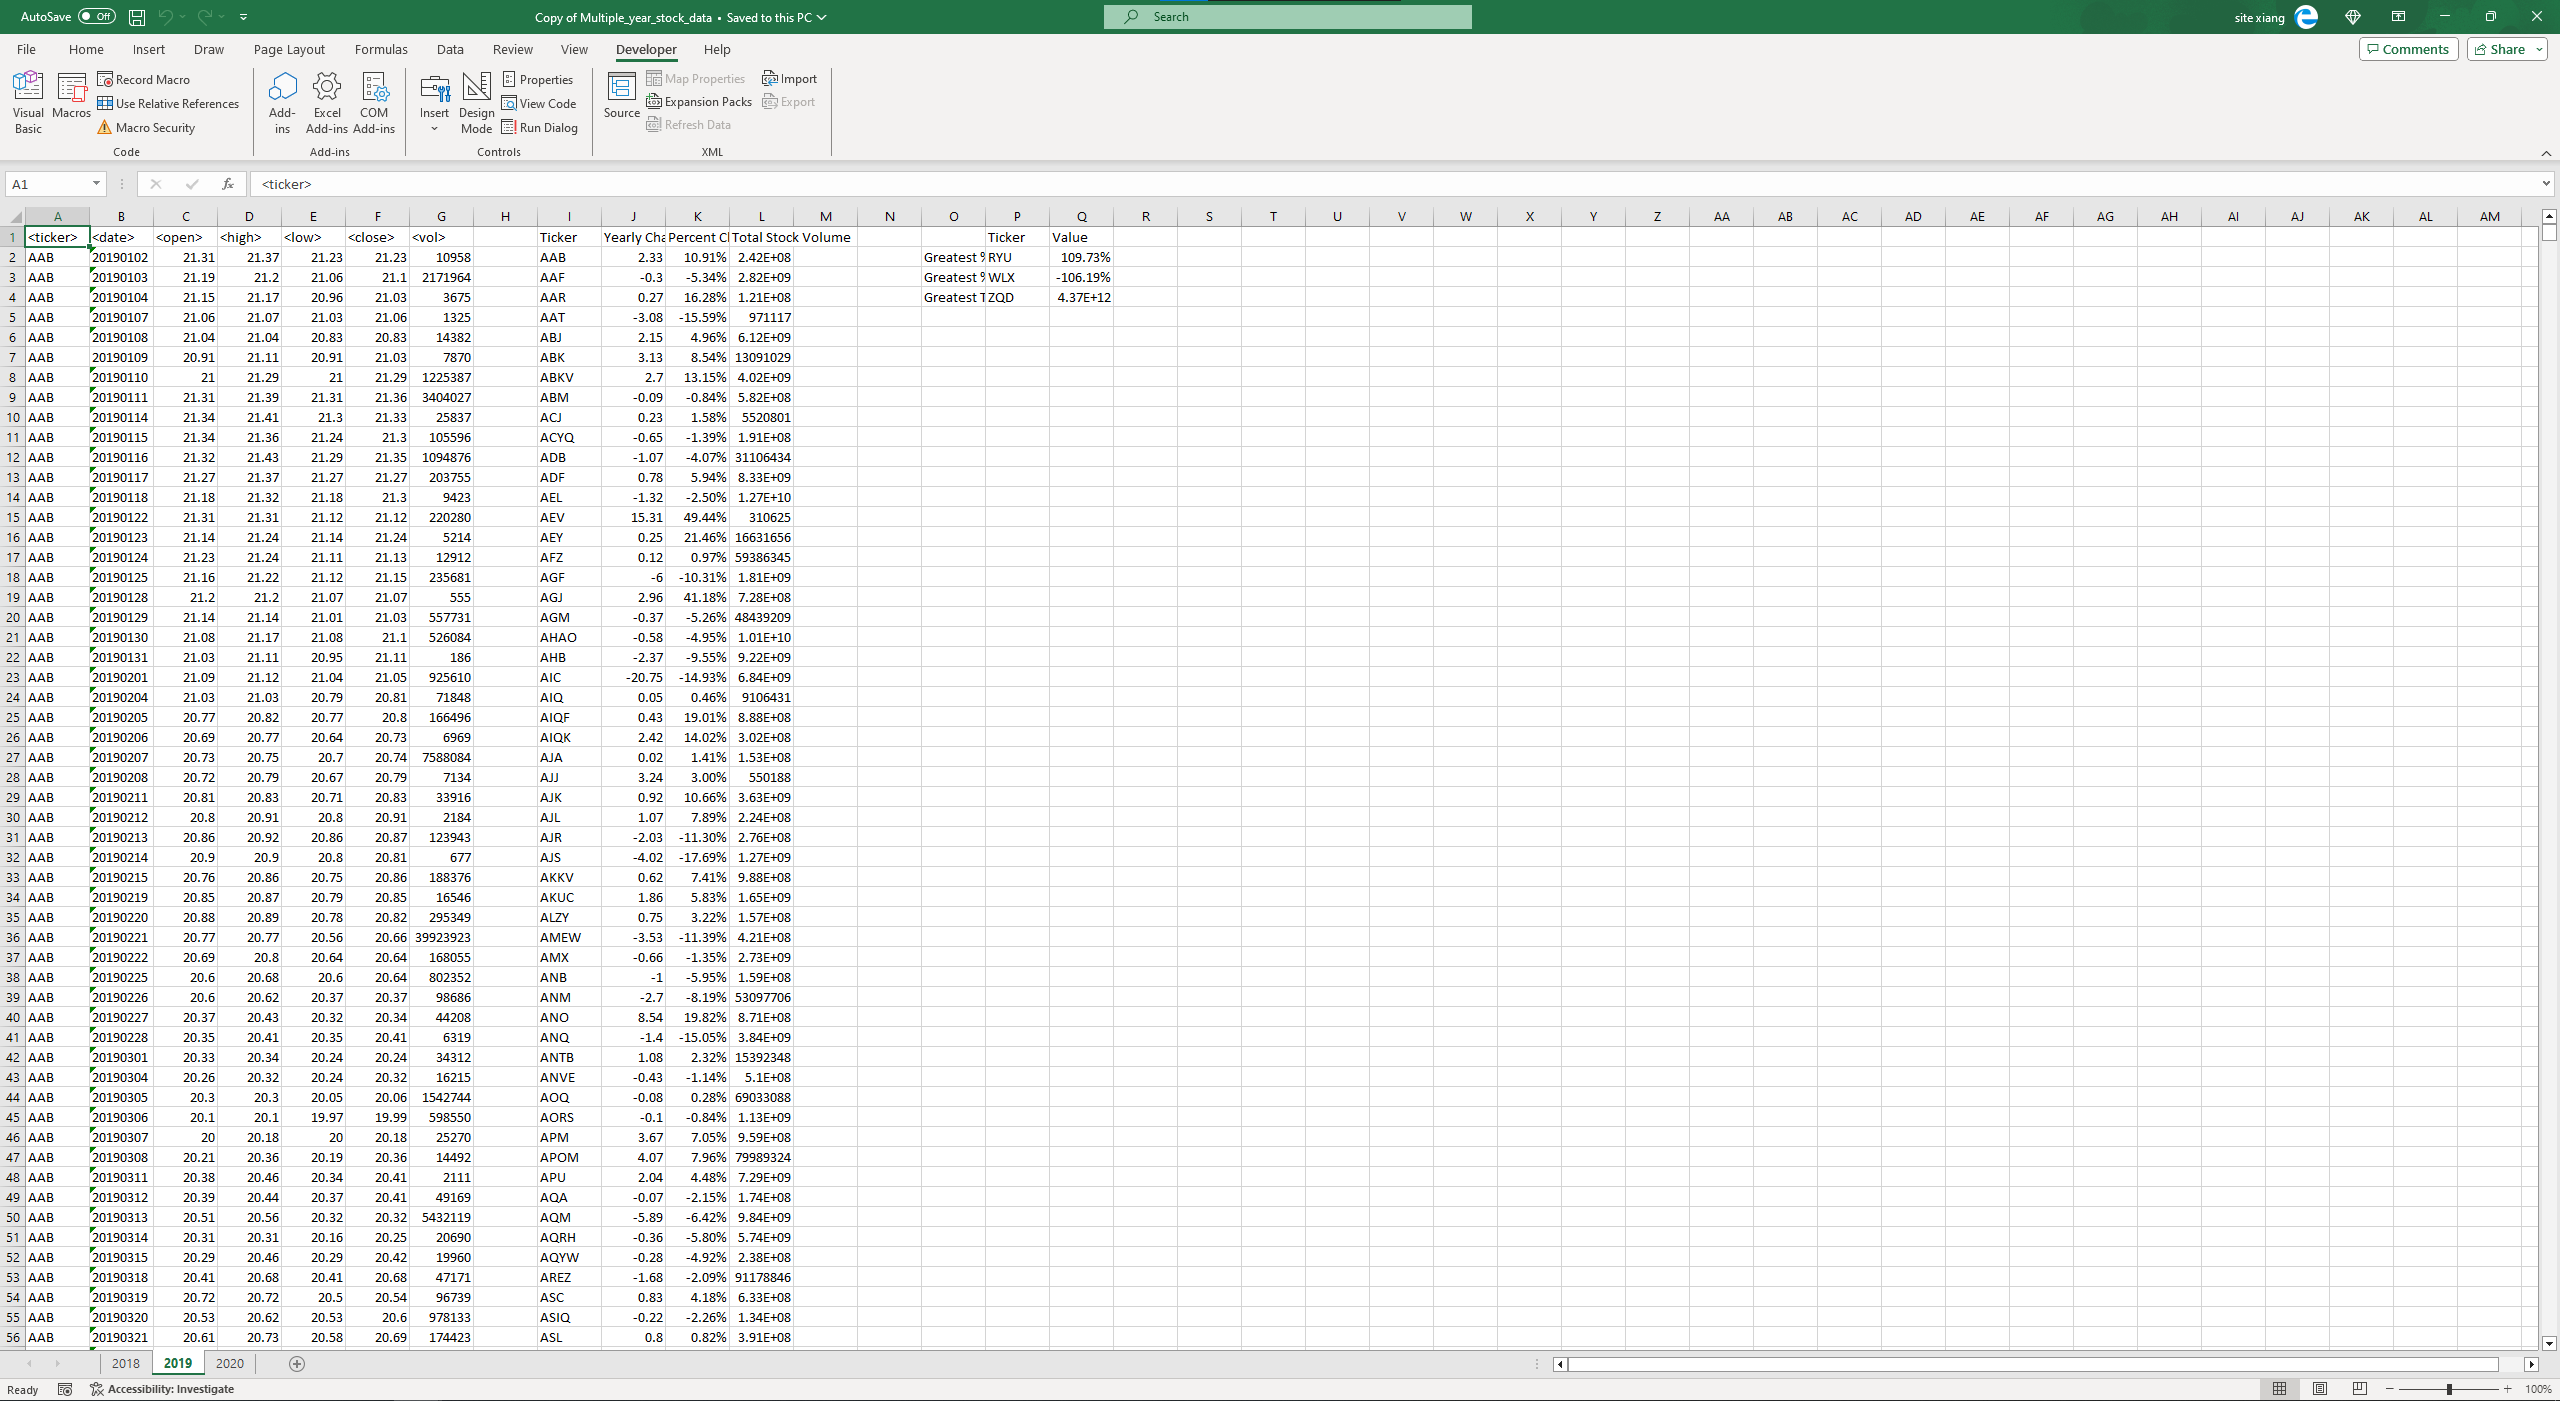 AutoSave Off Copy of Multiple_year_stock_data • Saved to this PC Search site xiang
File Home Insert Draw Page Layout Formulas Data Review View Developer Help Comments Share
Visual Basic Macros Record Macro Use Relative References Macro Security Code
Add-ins Excel Add-ins COM Add-ins Add-ins
Insert Design Mode Properties View Code Run Dialog Controls
Source Map Properties Expansion Packs Refresh Data Import Export XML
A1 fx <ticker>
A B C D E F G H I J K L M N O P Q R S T U V W X Y Z AA AB AC AD AE AF AG AH AI AJ AK AL AM
1 <ticker> <date> <open> <high> <low> <close> <vol> Ticker Yearly Cha Percent Cl Total Stock Volume Ticker Value
2 AAB 20190102 21.31 21.37 21.23 21.23 10958 AAB 2.33 10.91% 2.42E+08 Greatest % RYU 109.73%
3 AAB 20190103 21.19 21.2 21.06 21.1 2171964 AAF -0.3 -5.34% 2.82E+09 Greatest % WLX -106.19%
4 AAB 20190104 21.15 21.17 20.96 21.03 3675 AAR 0.27 16.28% 1.21E+08 Greatest T ZQD 4.37E+12
5 AAB 20190107 21.06 21.07 21.03 21.06 1325 AAT -3.08 -15.59% 971117
6 AAB 20190108 21.04 21.04 20.83 20.83 14382 ABJ 2.15 4.96% 6.12E+09
7 AAB 20190109 20.91 21.11 20.91 21.03 7870 ABK 3.13 8.54% 13091029
8 AAB 20190110 21 21.29 21 21.29 1225387 ABKV 2.7 13.15% 4.02E+09
9 AAB 20190111 21.31 21.39 21.31 21.36 3404027 ABM -0.09 -0.84% 5.82E+08
10 AAB 20190114 21.34 21.41 21.3 21.33 25837 ACJ 0.23 1.58% 5520801
11 AAB 20190115 21.34 21.36 21.24 21.3 105596 ACYQ -0.65 -1.39% 1.91E+08
12 AAB 20190116 21.32 21.43 21.29 21.35 1094876 ADB -1.07 -4.07% 31106434
13 AAB 20190117 21.27 21.37 21.27 21.27 203755 ADF 0.78 5.94% 8.33E+09
14 AAB 20190118 21.18 21.32 21.18 21.3 9423 AEL -1.32 -2.50% 1.27E+10
15 AAB 20190122 21.31 21.31 21.12 21.12 220280 AEV 15.31 49.44% 310625
16 AAB 20190123 21.14 21.24 21.14 21.24 5214 AEY 0.25 21.46% 16631656
17 AAB 20190124 21.23 21.24 21.11 21.13 12912 AFZ 0.12 0.97% 59386345
18 AAB 20190125 21.16 21.22 21.12 21.15 235681 AGF -6 -10.31% 1.81E+09
19 AAB 20190128 21.2 21.2 21.07 21.07 555 AGJ 2.96 41.18% 7.28E+08
20 AAB 20190129 21.14 21.14 21.01 21.03 557731 AGM -0.37 -5.26% 48439209
21 AAB 20190130 21.08 21.17 21.08 21.1 526084 AHAO -0.58 -4.95% 1.01E+10
22 AAB 20190131 21.03 21.11 20.95 21.11 186 AHB -2.37 -9.55% 9.22E+09
23 AAB 20190201 21.09 21.12 21.04 21.05 925610 AIC -20.75 -14.93% 6.84E+09
24 AAB 20190204 21.03 21.03 20.79 20.81 71848 AIQ 0.05 0.46% 9106431
25 AAB 20190205 20.77 20.82 20.77 20.8 166496 AIQF 0.43 19.01% 8.88E+08
26 AAB 20190206 20.69 20.77 20.64 20.73 6969 AIQK 2.42 14.02% 3.02E+08
27 AAB 20190207 20.73 20.75 20.7 20.74 7588084 AJA 0.02 1.41% 1.53E+08
28 AAB 20190208 20.72 20.79 20.67 20.79 7134 AJJ 3.24 3.00% 550188
29 AAB 20190211 20.81 20.83 20.71 20.83 33916 AJK 0.92 10.66% 3.63E+09
30 AAB 20190212 20.8 20.91 20.8 20.91 2184 AJL 1.07 7.89% 2.24E+08
31 AAB 20190213 20.86 20.92 20.86 20.87 123943 AJR -2.03 -11.30% 2.76E+08
32 AAB 20190214 20.9 20.9 20.8 20.81 677 AJS -4.02 -17.69% 1.27E+09
33 AAB 20190215 20.76 20.86 20.75 20.86 188376 AKKV 0.62 7.41% 9.88E+08
34 AAB 20190219 20.85 20.87 20.79 20.85 16546 AKUC 1.86 5.83% 1.65E+09
35 AAB 20190220 20.88 20.89 20.78 20.82 295349 ALZY 0.75 3.22% 1.57E+08
36 AAB 20190221 20.77 20.77 20.56 20.66 39923923 AMEW -3.53 -11.39% 4.21E+08
37 AAB 20190222 20.69 20.8 20.64 20.64 168055 AMX -0.66 -1.35% 2.73E+09
38 AAB 20190225 20.6 20.68 20.6 20.64 802352 ANB -1 -5.95% 1.59E+08
39 AAB 20190226 20.6 20.62 20.37 20.37 98686 ANM -2.7 -8.19% 53097706
40 AAB 20190227 20.37 20.43 20.32 20.34 44208 ANO 8.54 19.82% 8.71E+08
41 AAB 20190228 20.35 20.41 20.35 20.41 6319 ANQ -1.4 -15.05% 3.84E+09
42 AAB 20190301 20.33 20.34 20.24 20.24 34312 ANTB 1.08 2.32% 15392348
43 AAB 20190304 20.26 20.32 20.24 20.32 16215 ANVE -0.43 -1.14% 5.1E+08
44 AAB 20190305 20.3 20.3 20.05 20.06 1542744 AOQ -0.08 0.28% 69033088
45 AAB 20190306 20.1 20.1 19.97 19.99 598550 AORS -0.1 -0.84% 1.13E+09
46 AAB 20190307 20 20.18 20 20.18 25270 APM 3.67 7.05% 9.59E+08
47 AAB 20190308 20.21 20.36 20.19 20.36 14492 APOM 4.07 7.96% 79989324
48 AAB 20190311 20.38 20.46 20.34 20.41 2111 APU 2.04 4.48% 7.29E+09
49 AAB 20190312 20.39 20.44 20.37 20.41 49169 AQA -0.07 -2.15% 1.74E+08
50 AAB 20190313 20.51 20.56 20.32 20.32 5432119 AQM -5.89 -6.42% 9.84E+09
51 AAB 20190314 20.31 20.31 20.16 20.25 20690 AQRH -0.36 -5.80% 5.74E+09
52 AAB 20190315 20.29 20.46 20.29 20.42 19960 AQYW -0.28 -4.92% 2.38E+08
53 AAB 20190318 20.41 20.68 20.41 20.68 47171 AREZ -1.68 -2.09% 91178846
54 AAB 20190319 20.72 20.72 20.5 20.54 96739 ASC 0.83 4.18% 6.33E+08
55 AAB 20190320 20.53 20.62 20.53 20.6 978133 ASIQ -0.22 -2.26% 1.34E+08
56 AAB 20190321 20.61 20.73 20.58 20.69 174423 ASL 0.8 0.82% 3.91E+08
2018 2019 2020
Ready Accessibility: Investigate 100%